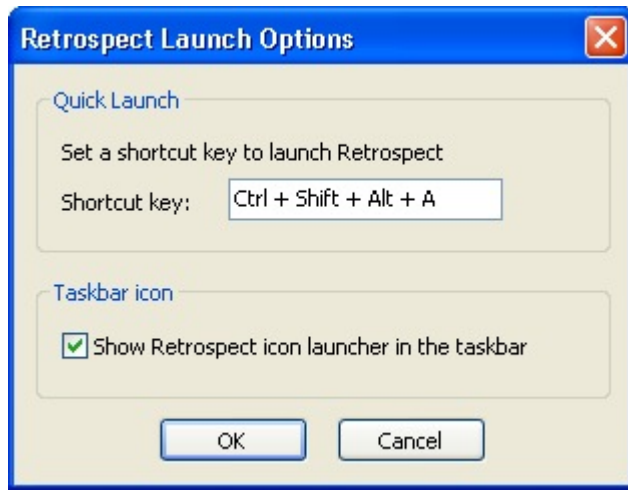 Retrospect Launch Options
Quick Launch
Set a shortcut key to launch Retrospect
Shortcut key: Ctrl + Shift + Alt + A
Taskbar icon
Show Retrospect icon launcher in the taskbar
OK Cancel